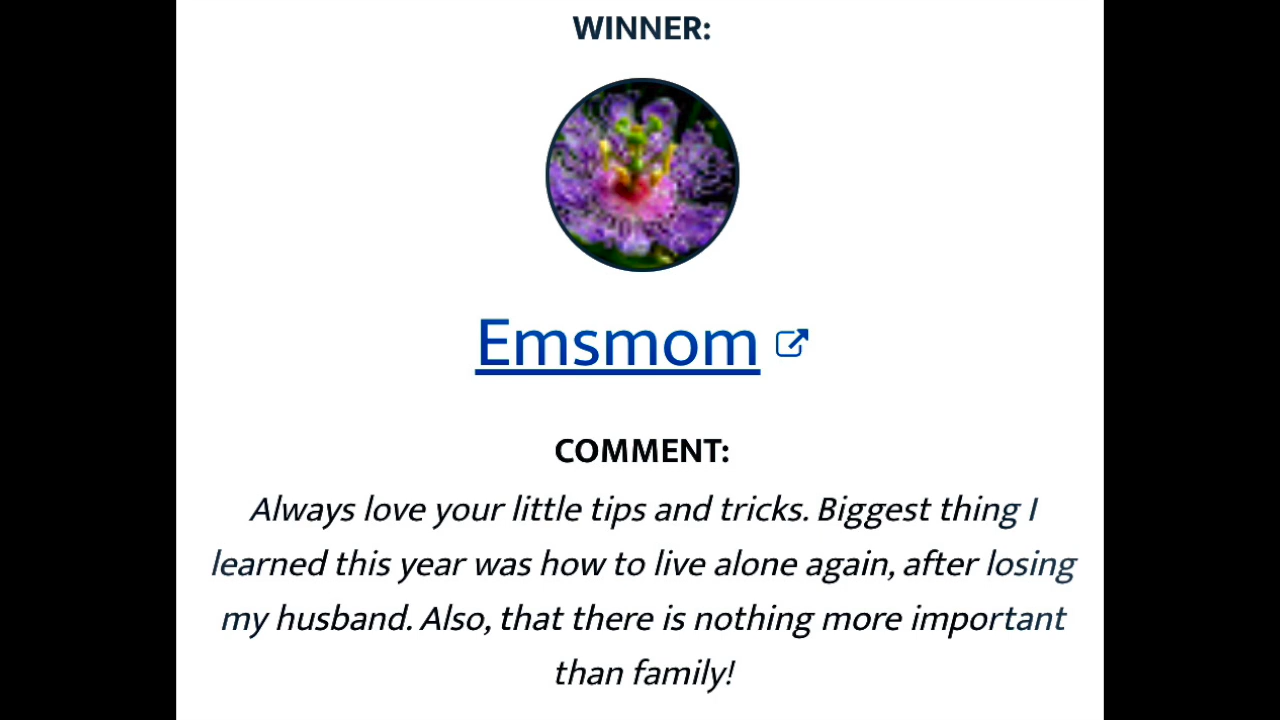 WINNER:
Emsmom
COMMENT:
Always love your little tips and tricks. Biggest thing I
learned this year was how to live alone again, after losing
my husband. Also, that there is nothing more important
than family!